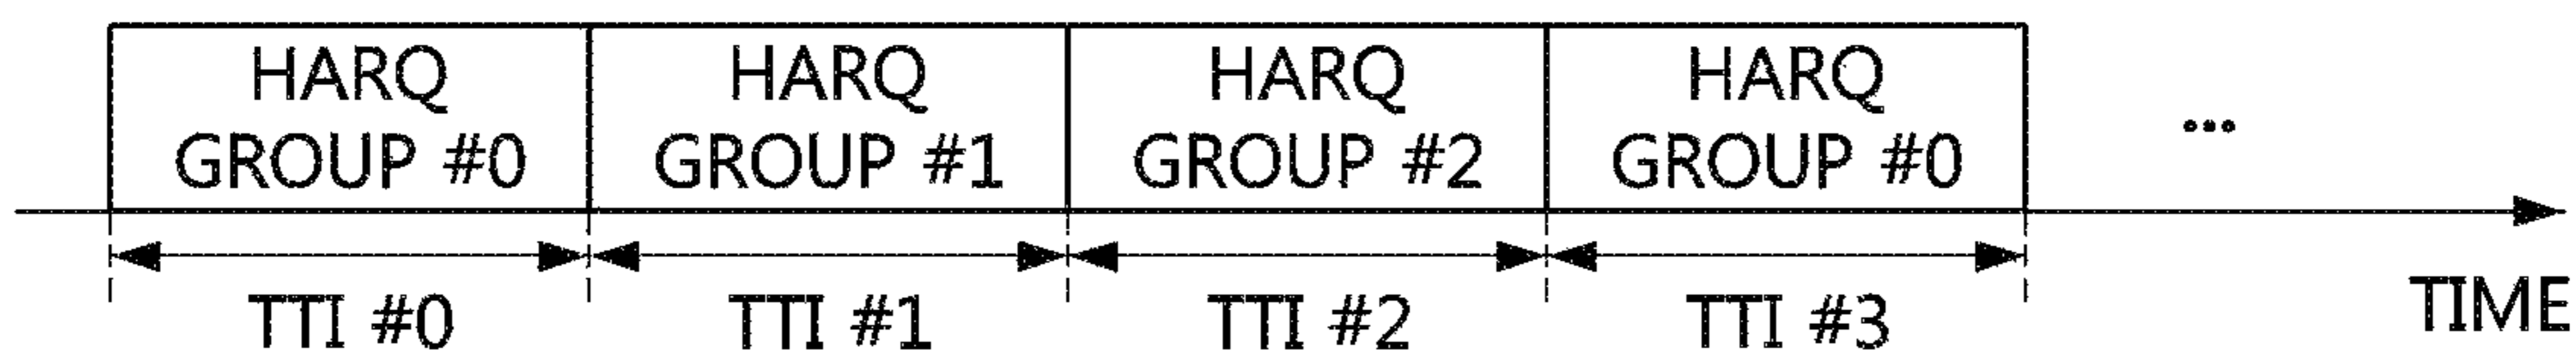 HARQ GROUP #0
HARQ GROUP #1
HARQ GROUP #2
HARQ GROUP #0
...
TTI #0
TTI #1
TTI #2
TTI #3
TIME